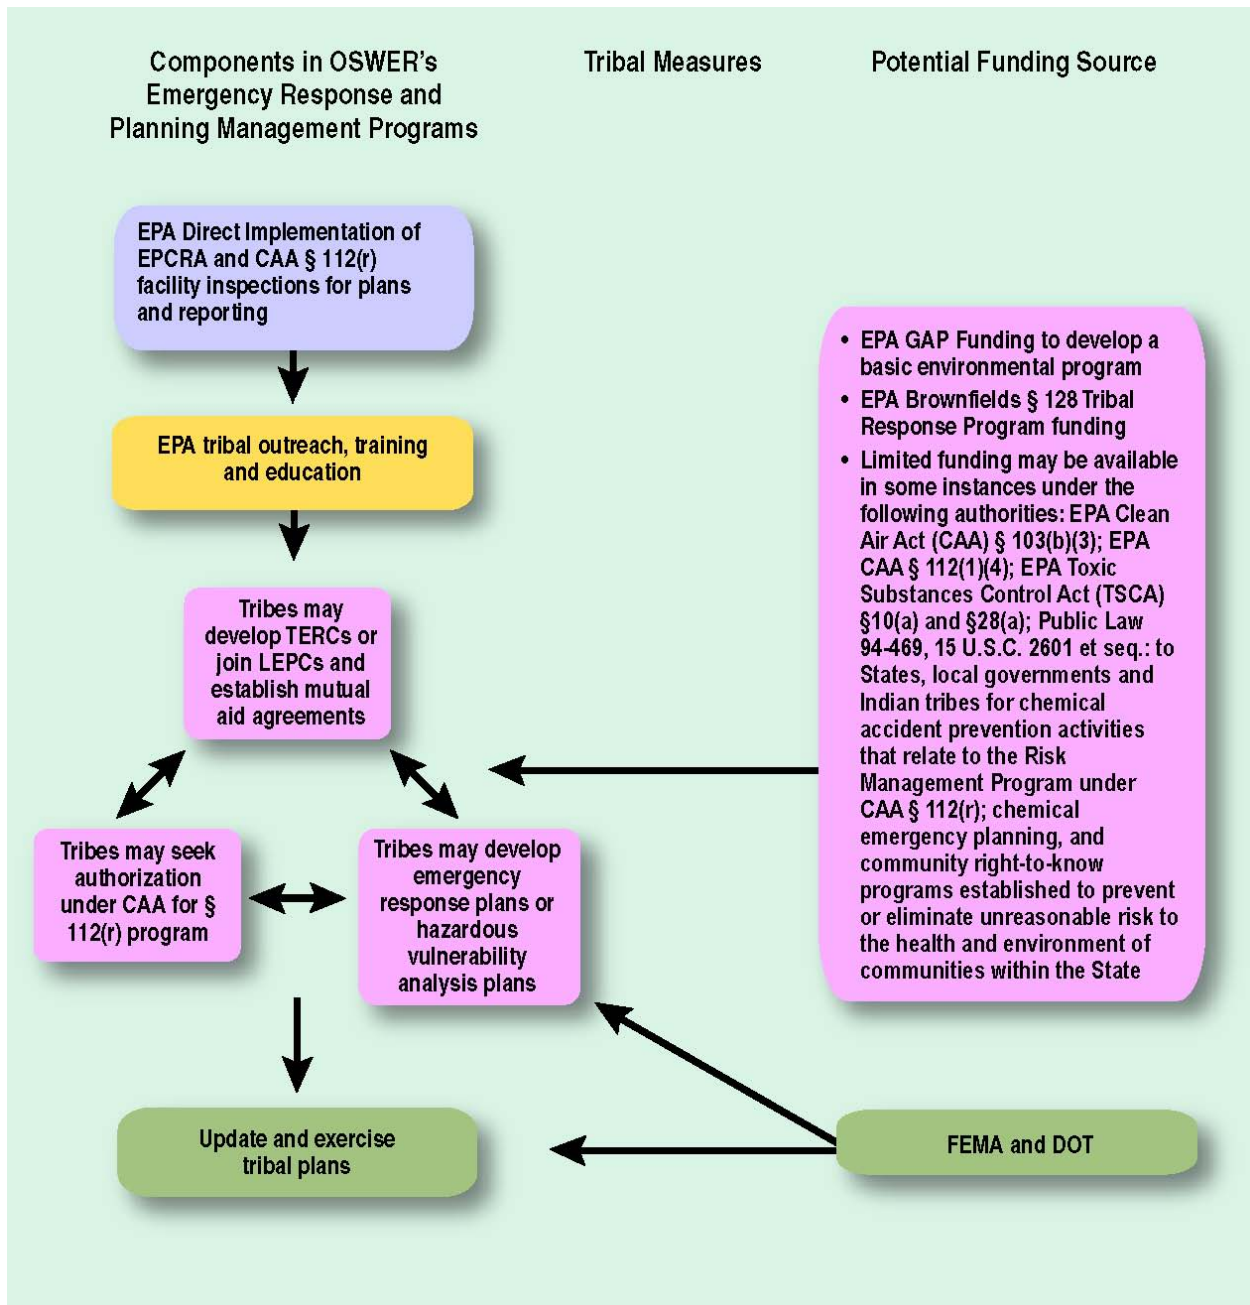 Components in OSWER's
Emergency Response and
Planning Management Programs
Tribal Measures
Potential Funding Source
EPA Direct Implementation of
EPCRA and CAA § 112(r)
facility inspections for plans
and reporting
EPA tribal outreach, training
and education
Tribes may
develop TERCs or
join LEPCs and
establish mutual
aid agreements
Tribes may seek
authorization
under CAA for §
112(r) program
Tribes may develop
emergency
response plans or
hazardous
vulnerability
analysis plans
Update and exercise
tribal plans
• EPA GAP Funding to develop a
basic environmental program
• EPA Brownfields § 128 Tribal
Response Program funding
• Limited funding may be available
in some instances under the
following authorities: EPA Clean
Air Act (CAA) § 103(b)(3); EPA
CAA § 112(1)(4); EPA Toxic
Substances Control Act (TSCA)
§10(a) and §28(a); Public Law
94-469, 15 U.S.C. 2601 et seq.: to
States, local governments and
Indian tribes for chemical
accident prevention activities
that relate to the Risk
Management Program under
CAA § 112(r); chemical
emergency planning, and
community right-to-know
programs established to prevent
or eliminate unreasonable risk to
the health and environment of
communities within the State
FEMA and DOT